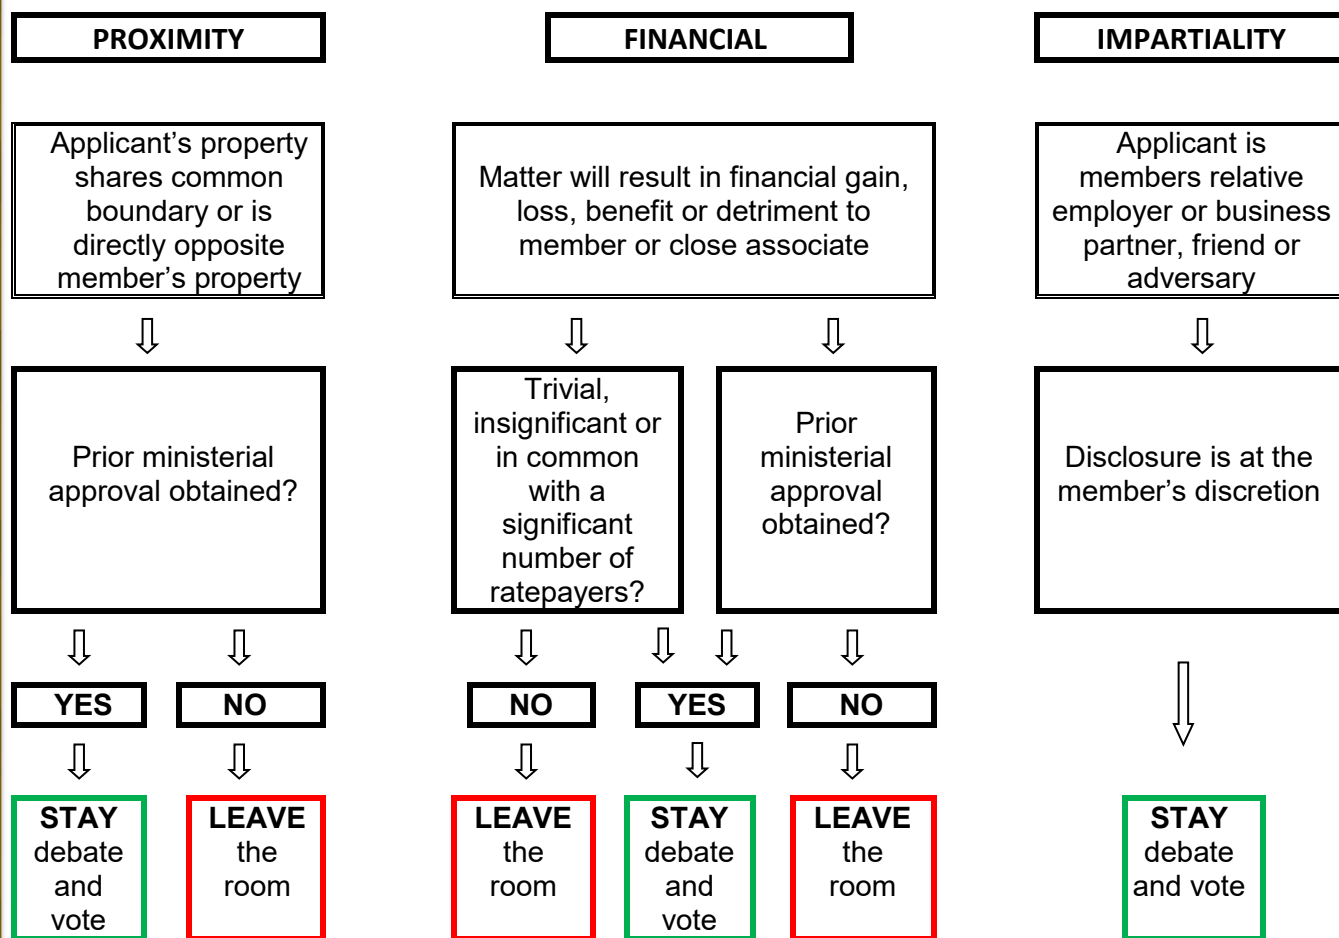 PROXIMITY
FINANCIAL
IMPARTIALITY
Applicant’s property
shares common
boundary or is
directly opposite
member’s property
Matter will result in financial gain,
loss, benefit or detriment to
member or close associate
Applicant is
members relative
employer or business
partner, friend or
adversary
Prior ministerial
approval obtained?
Trivial,
insignificant or
in common
with a
significant
number of
ratepayers?
Prior
ministerial
approval
obtained?
Disclosure is at the
member’s discretion
YES
NO
NO
YES
NO
STAY
debate
and
vote
LEAVE
the
room
LEAVE
the
room
STAY
debate
and
vote
LEAVE
the
room
STAY
debate
and vote